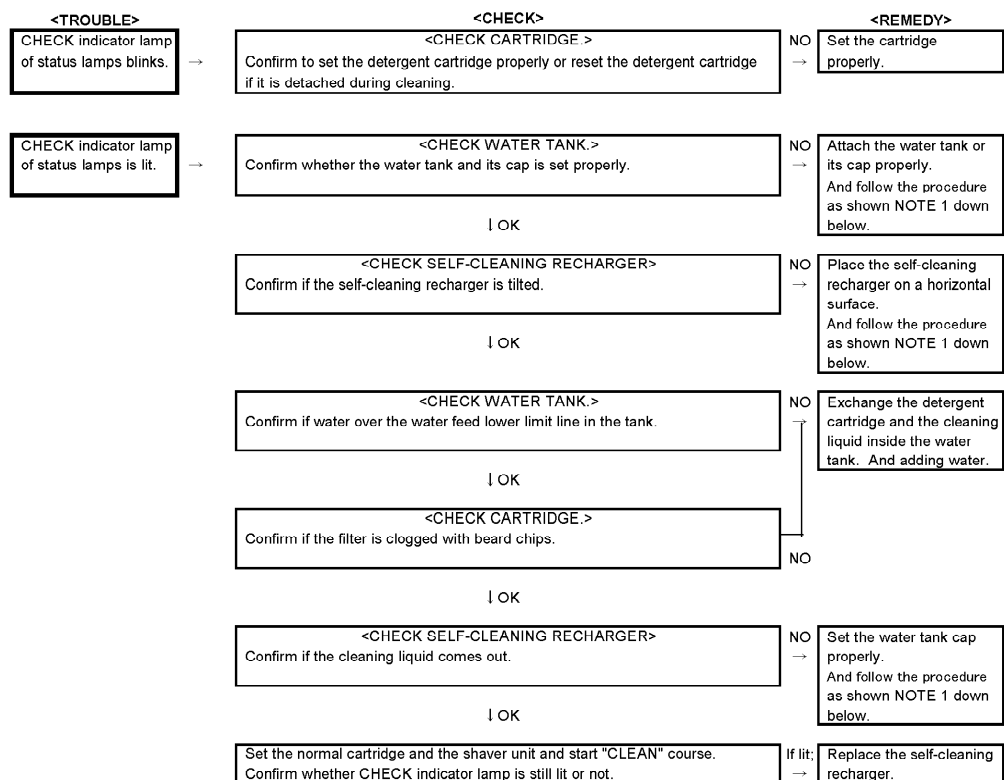 <TROUBLE>
<CHECK>
<REMEDY>
CHECK indicator lamp
of status lamps blinks.
→
<CHECK CARTRIDGE.>
Confirm to set the detergent cartridge properly or reset the detergent cartridge
if it is detached during cleaning.
NO
→
Set the cartridge
properly.
CHECK indicator lamp
of status lamps is lit.
→
<CHECK WATER TANK.>
Confirm whether the water tank and its cap is set properly.
NO
→
Attach the water tank or
its cap properly.
And follow the procedure
as shown NOTE 1 down
below.
↓OK
<CHECK SELF-CLEANING RECHARGER>
Confirm if the self-cleaning recharger is tilted.
NO
→
Place the self-cleaning
recharger on a horizontal
surface.
And follow the procedure
as shown NOTE 1 down
below.
↓OK
<CHECK WATER TANK.>
Confirm if water over the water feed lower limit line in the tank.
NO
→
Exchange the detergent
cartridge and the cleaning
liquid inside the water
tank. And adding water.
↓OK
<CHECK CARTRIDGE.>
Confirm if the filter is clogged with beard chips.
NO
↓OK
<CHECK SELF-CLEANING RECHARGER>
Confirm if the cleaning liquid comes out.
NO
→
Set the water tank cap
properly.
And follow the procedure
as shown NOTE 1 down
below.
↓OK
Set the normal cartridge and the shaver unit and start "CLEAN" course.
Confirm whether CHECK indicator lamp is still lit or not.
If lit;
→
Replace the self-cleaning
recharger.